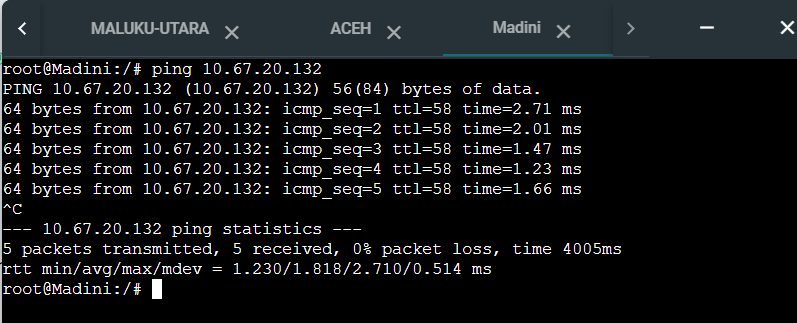 MALUKU-UTARA ACEH Madini
root@Madini:/# ping 10.67.20.132
PING 10.67.20.132 (10.67.20.132) 56(84) bytes of data.
64 bytes from 10.67.20.132: icmp_seq=1 ttl=58 time=2.71 ms
64 bytes from 10.67.20.132: icmp_seq=2 ttl=58 time=2.01 ms
64 bytes from 10.67.20.132: icmp_seq=3 ttl=58 time=1.47 ms
64 bytes from 10.67.20.132: icmp_seq=4 ttl=58 time=1.23 ms
64 bytes from 10.67.20.132: icmp_seq=5 ttl=58 time=1.66 ms
^C
--- 10.67.20.132 ping statistics ---
5 packets transmitted, 5 received, 0% packet loss, time 4005ms
rtt min/avg/max/mdev = 1.230/1.818/2.710/0.514 ms
root@Madini:/#